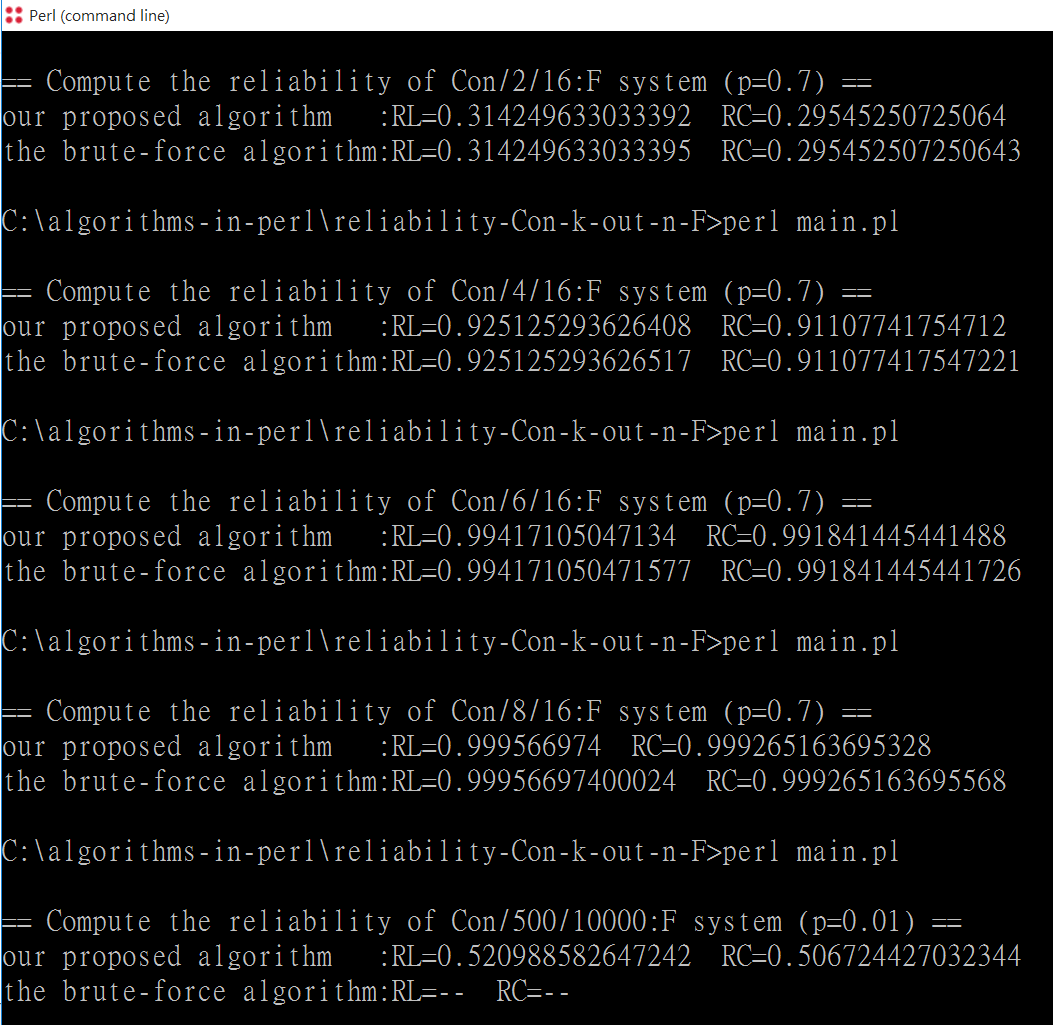 Perl (command line)
== Compute the reliability of Con/2/16:F system (p=0.7) ==
our proposed algorithm   :RL=0.314249633033392  RC=0.29545250725064
the brute-force algorithm:RL=0.314249633033395  RC=0.295452507250643
C:\algorithms-in-perl\reliability-Con-k-out-n-F>perl main.pl
== Compute the reliability of Con/4/16:F system (p=0.7) ==
our proposed algorithm   :RL=0.925125293626408  RC=0.91107741754712
the brute-force algorithm:RL=0.925125293626517  RC=0.911077417547221
C:\algorithms-in-perl\reliability-Con-k-out-n-F>perl main.pl
== Compute the reliability of Con/6/16:F system (p=0.7) ==
our proposed algorithm   :RL=0.99417105047134  RC=0.991841445441488
the brute-force algorithm:RL=0.994171050471577  RC=0.991841445441726
C:\algorithms-in-perl\reliability-Con-k-out-n-F>perl main.pl
== Compute the reliability of Con/8/16:F system (p=0.7) ==
our proposed algorithm   :RL=0.999566974  RC=0.999265163695328
the brute-force algorithm:RL=0.99956697400024  RC=0.999265163695568
C:\algorithms-in-perl\reliability-Con-k-out-n-F>perl main.pl
== Compute the reliability of Con/500/10000:F system (p=0.01) ==
our proposed algorithm   :RL=0.520988582647242  RC=0.506724427032344
the brute-force algorithm:RL=--  RC=--